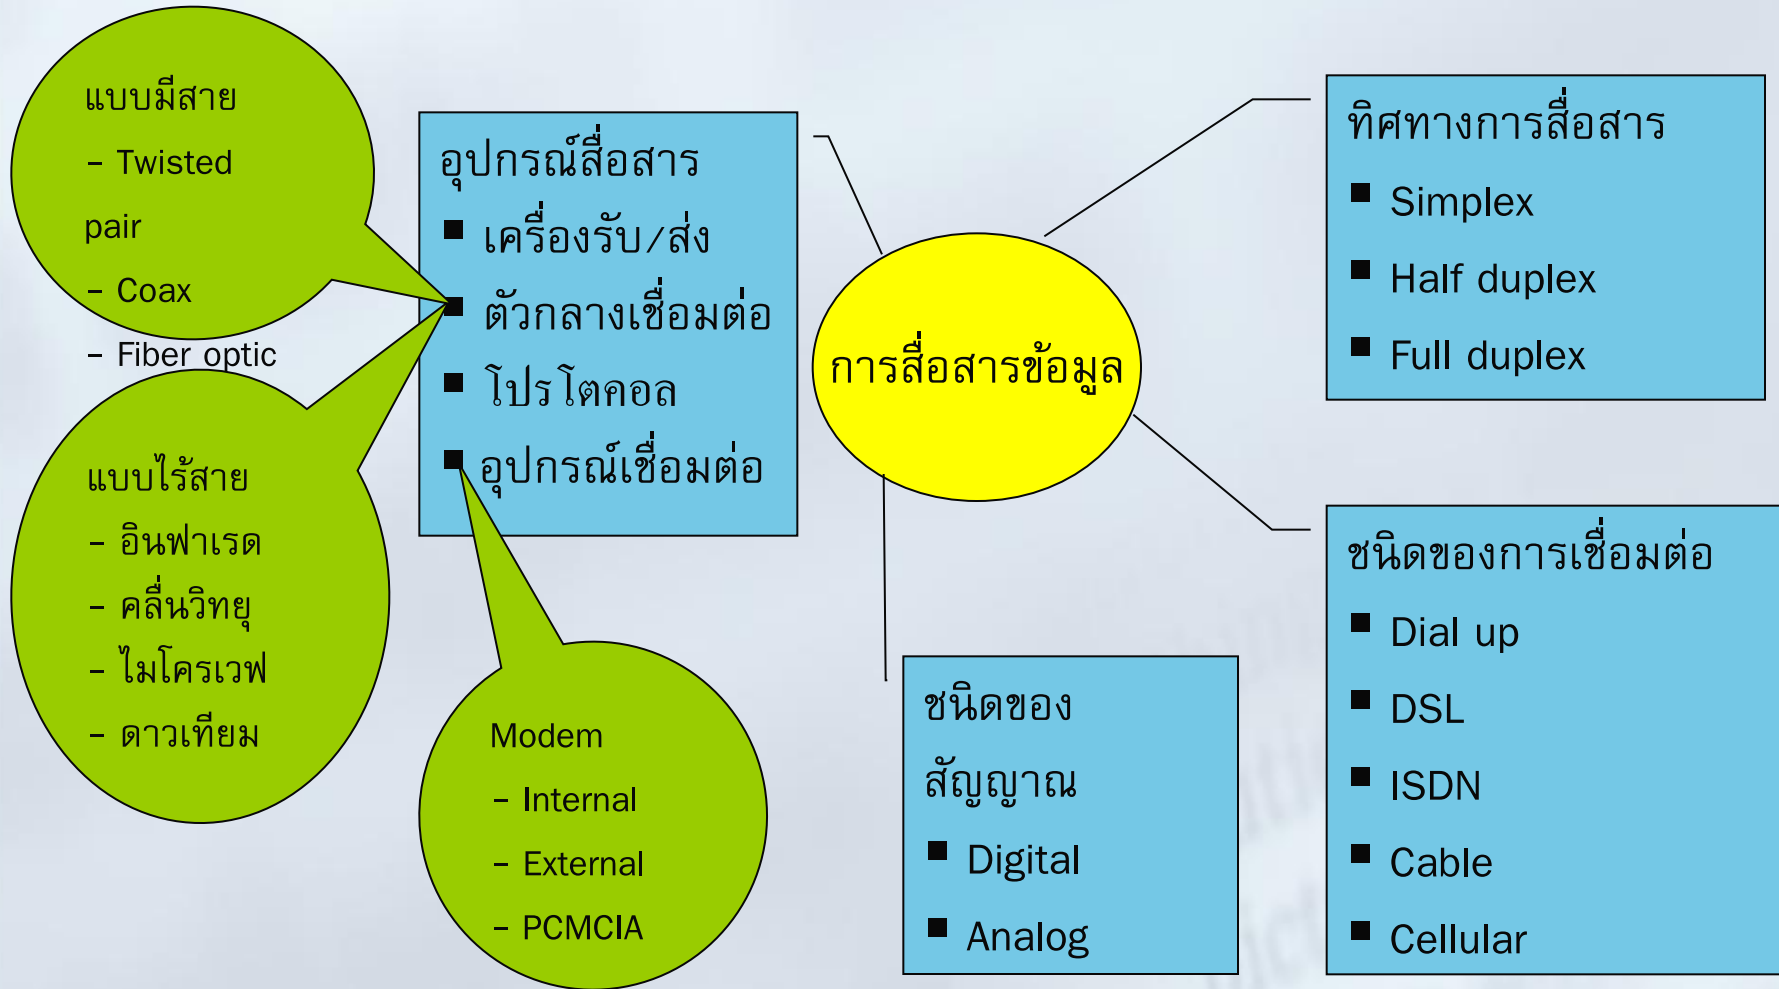 แบบมีสาย
– Twisted
pair
– Coax
– Fiber optic
แบบไร้สาย
– อินฟาเรด
– คลื่นวิทยุ
– ไมโครเวฟ
– ดาวเทียม
อุปกรณ์สื่อสาร
▪ เครื่องรับ/ส่ง
▪ ตัวกลางเชื่อมต่อ
▪ โปรโตคอล
▪ อุปกรณ์เชื่อมต่อ
Modem
– Internal
– External
– PCMCIA
การสื่อสารข้อมูล
ชนิดของ
สัญญาณ
▪ Digital
▪ Analog
ทิศทางการสื่อสาร
▪ Simplex
▪ Half duplex
▪ Full duplex
ชนิดของการเชื่อมต่อ
▪ Dial up
▪ DSL
▪ ISDN
▪ Cable
▪ Cellular